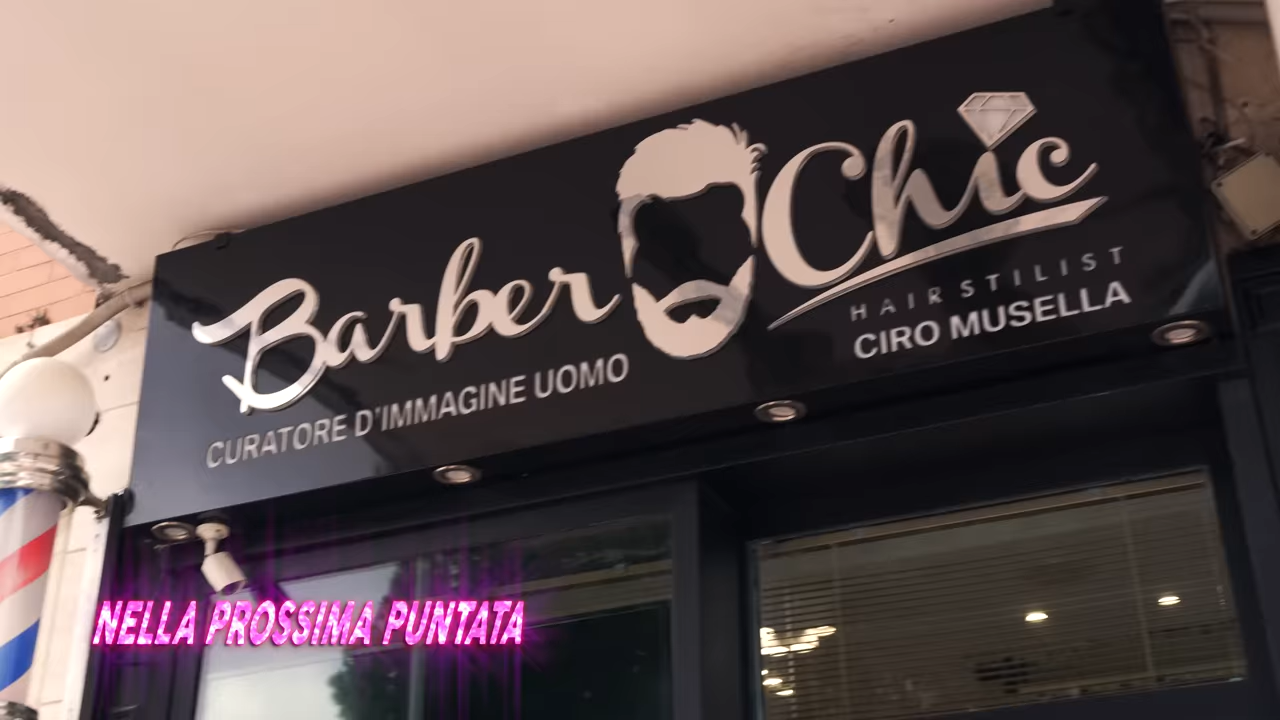 Barber Chic
HAIRSTILIST
CIRO MUSELLA
CURATORE D'IMMAGINE UOMO
NELLA PROSSIMA PUNTATA